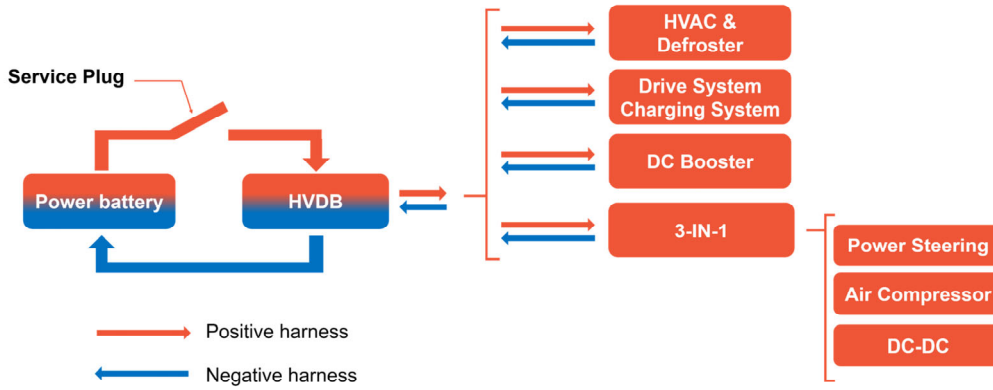 HVAC &
Defroster
Service Plug
Drive System
Charging System
DC Booster
Power battery
HVDB
3-IN-1
Power Steering
Air Compressor
DC-DC
Positive harness
Negative harness